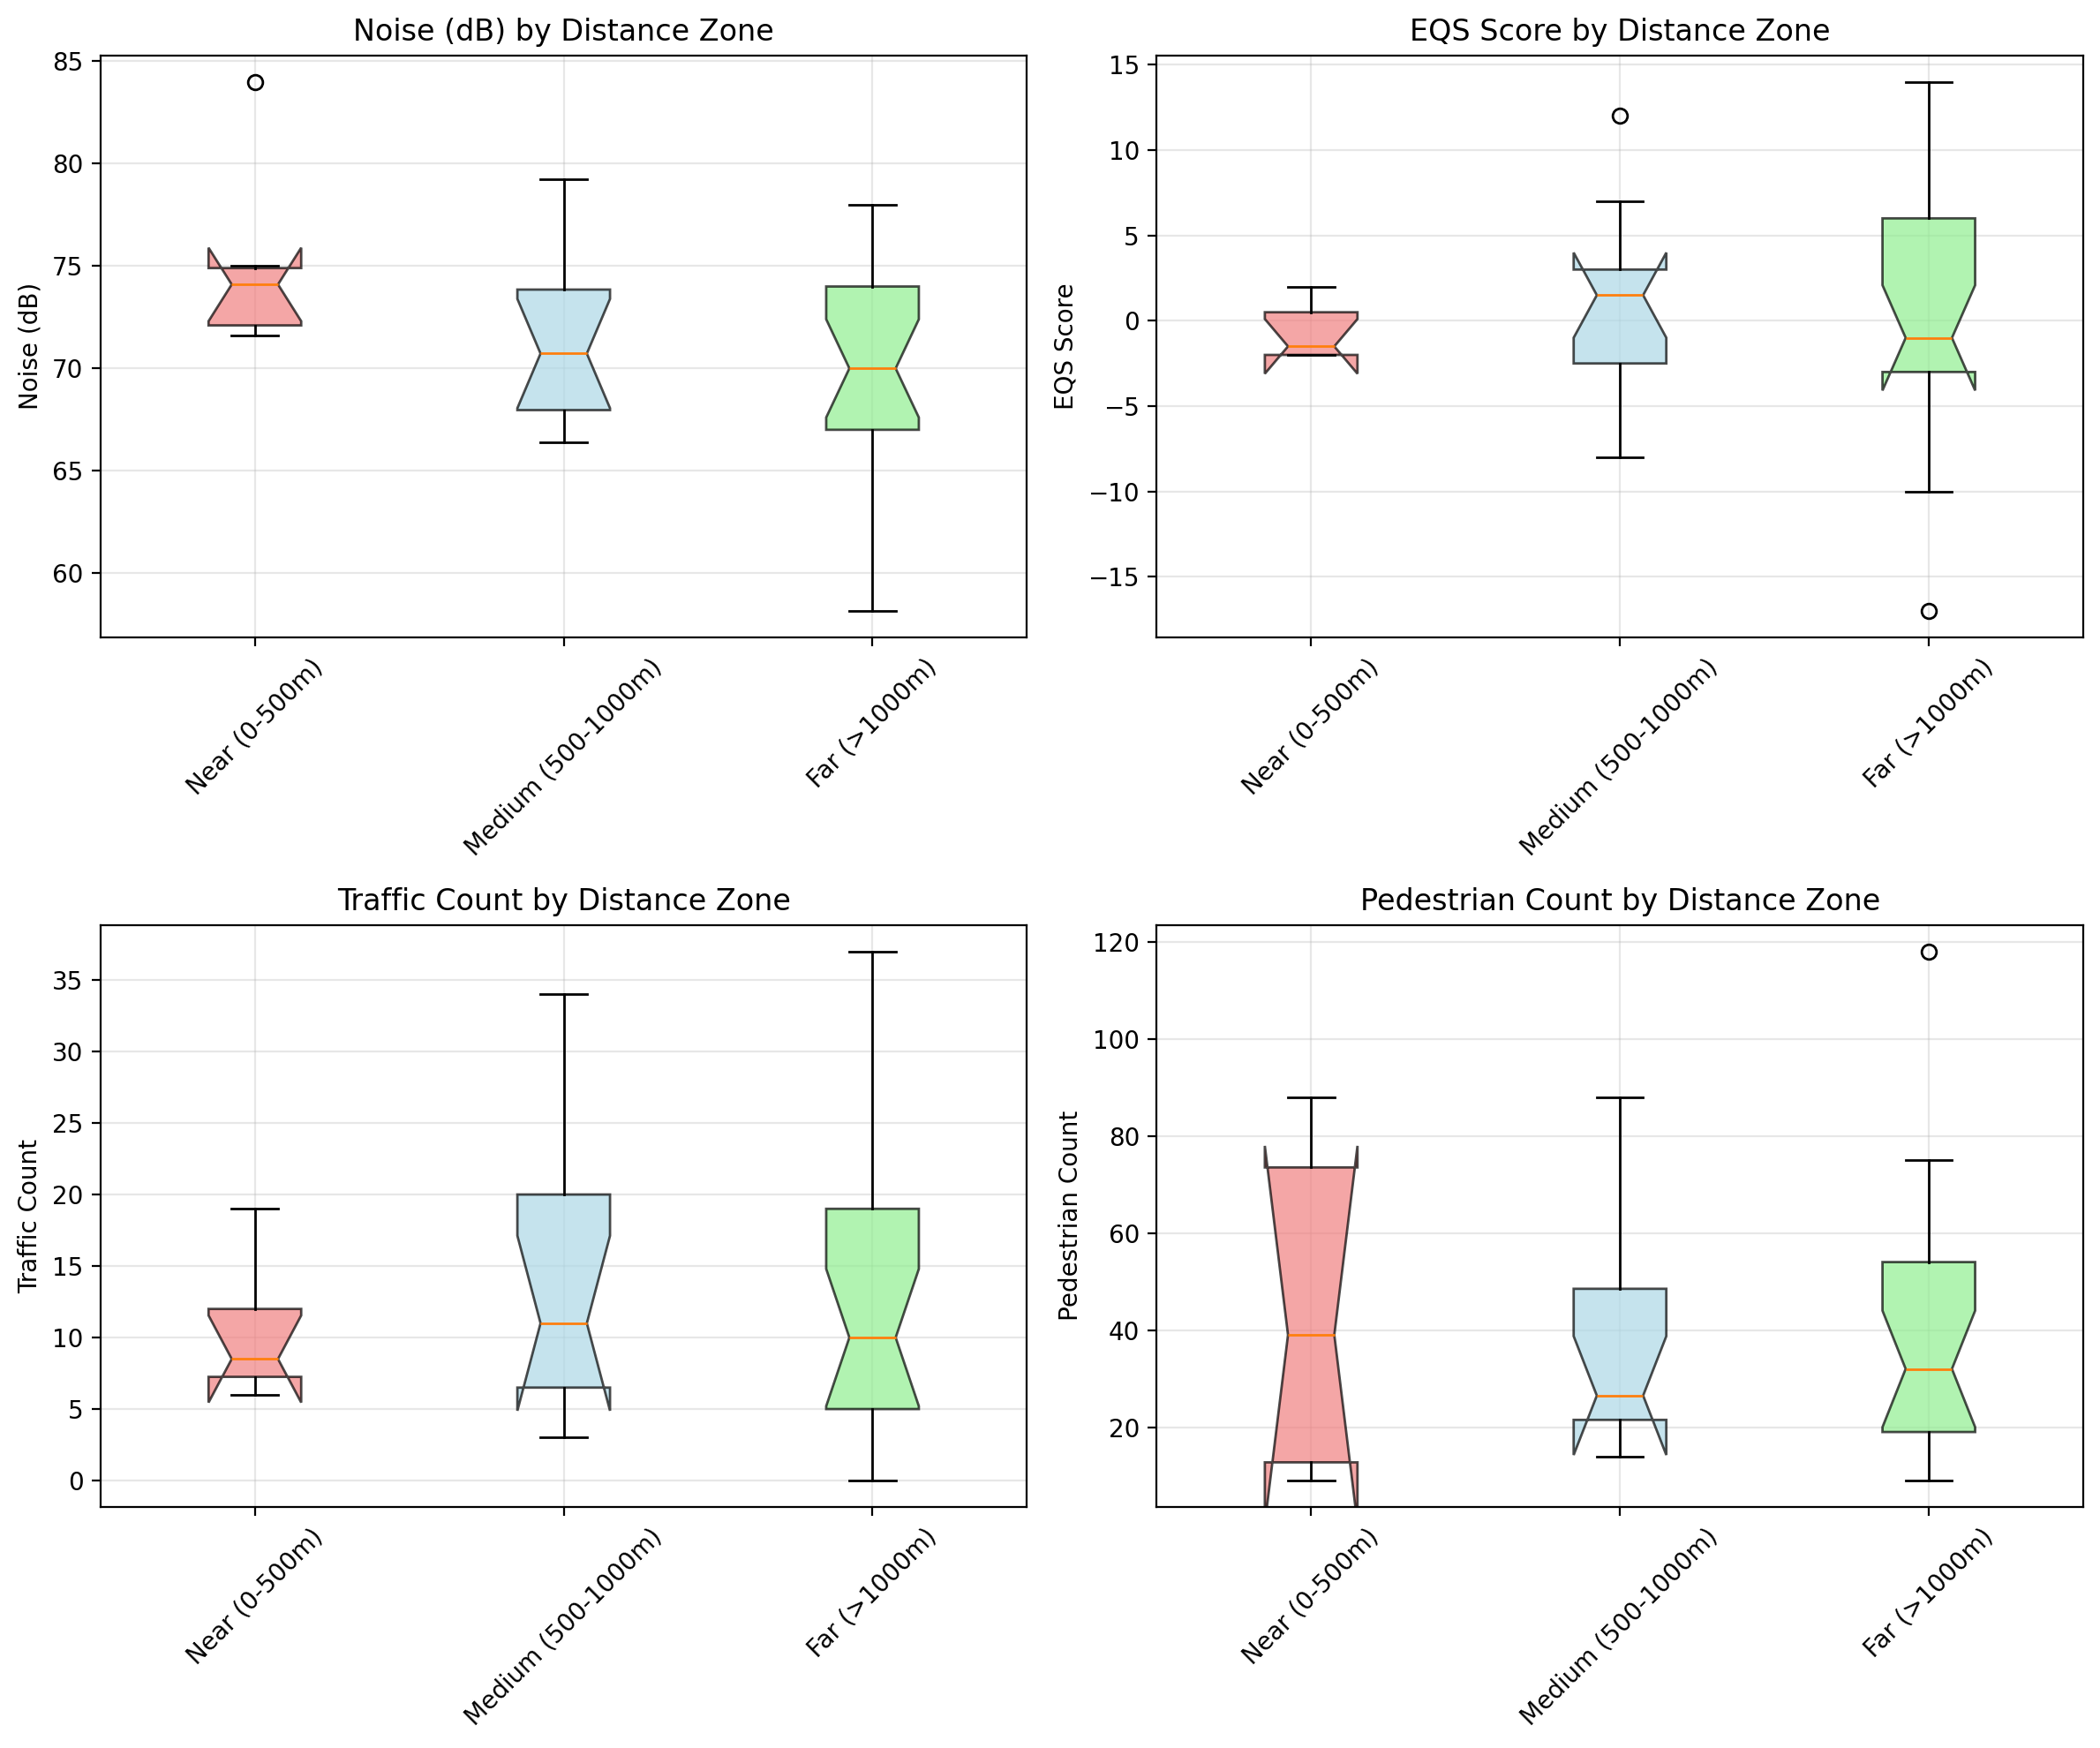 Noise (dB) by Distance Zone
85
80
75
70
65
60
Noise (dB)
Near (0-500m)
Medium (500-1000m)
Far (>1000m)
EQS Score by Distance Zone
15
10
5
0
−5
−10
−15
EQS Score
Near (0-500m)
Medium (500-1000m)
Far (>1000m)
Traffic Count by Distance Zone
35
30
25
20
15
10
5
0
Traffic Count
Near (0-500m)
Medium (500-1000m)
Far (>1000m)
Pedestrian Count by Distance Zone
120
100
80
60
40
20
Pedestrian Count
Near (0-500m)
Medium (500-1000m)
Far (>1000m)